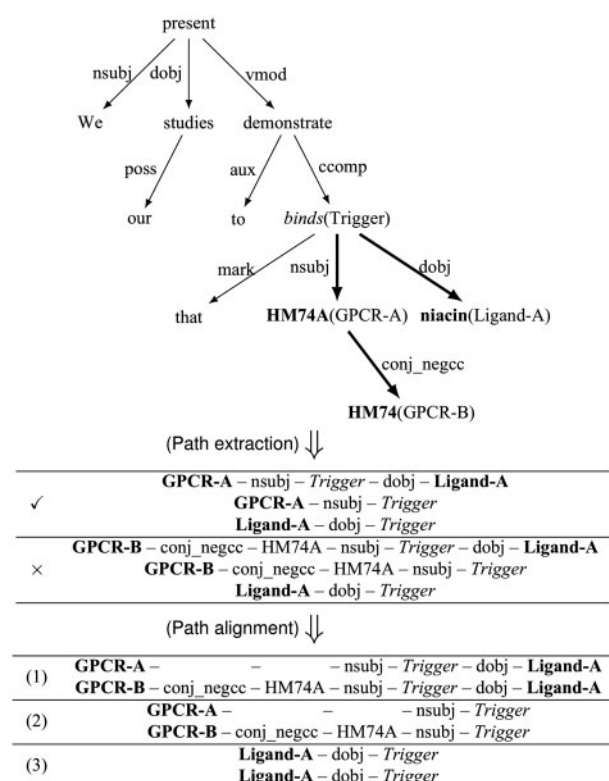 present
nsubj dobj vmod
We studies demonstrate
poss aux ccomp
our to binds(Trigger)
mark nsubj dobj
that HM74A(GPCR-A) niacin(Ligand-A)
conj_negcc
HM74(GPCR-B)
(Path extraction) ⇓
GPCR-A – nsubj – Trigger – dobj – Ligand-A
✓ GPCR-A – nsubj – Trigger
Ligand-A – dobj – Trigger
GPCR-B – conj_negcc – HM74A – nsubj – Trigger – dobj – Ligand-A
× GPCR-B – conj_negcc – HM74A – nsubj – Trigger
Ligand-A – dobj – Trigger
(Path alignment) ⇓
(1) GPCR-A – – – nsubj – Trigger – dobj – Ligand-A
GPCR-B – conj_negcc – HM74A – nsubj – Trigger – dobj – Ligand-A
(2) GPCR-A – – – nsubj – Trigger
GPCR-B – conj_negcc – HM74A – nsubj – Trigger
(3) Ligand-A – dobj – Trigger
Ligand-A – dobj – Trigger